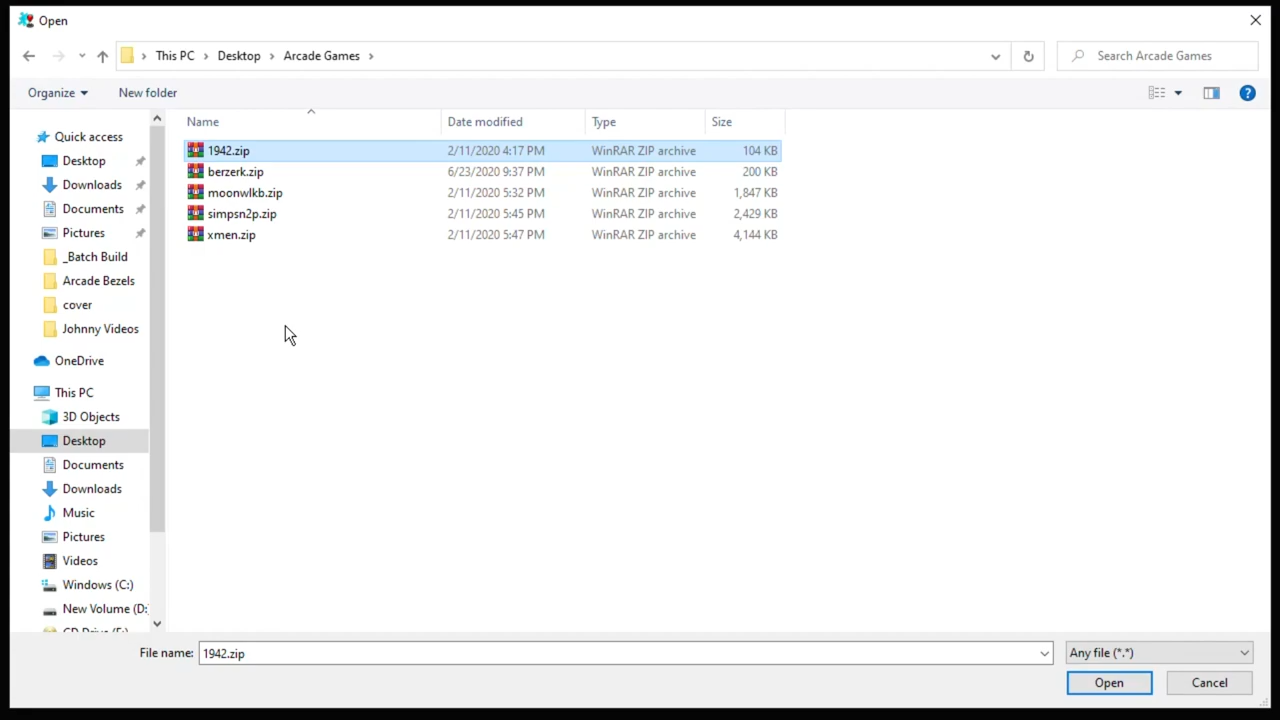 Open
This PC > Desktop > Arcade Games >
Search Arcade Games
Organize
New folder
Name Date modified Type Size
1942.zip 2/11/2020 4:17 PM WinRAR ZIP archive 104 KB
berzerk.zip 6/23/2020 9:37 PM WinRAR ZIP archive 200 KB
moonwlkb.zip 2/11/2020 5:32 PM WinRAR ZIP archive 1,847 KB
simpsn2p.zip 2/11/2020 5:45 PM WinRAR ZIP archive 2,429 KB
xmen.zip 2/11/2020 5:47 PM WinRAR ZIP archive 4,144 KB
Quick access
Desktop
Downloads
Documents
Pictures
_Batch Build
Arcade Bezels
cover
Johnny Videos
OneDrive
This PC
3D Objects
Desktop
Documents
Downloads
Music
Pictures
Videos
Windows (C:)
New Volume (D:
File name: 1942.zip
Any file (*.*)
Open
Cancel